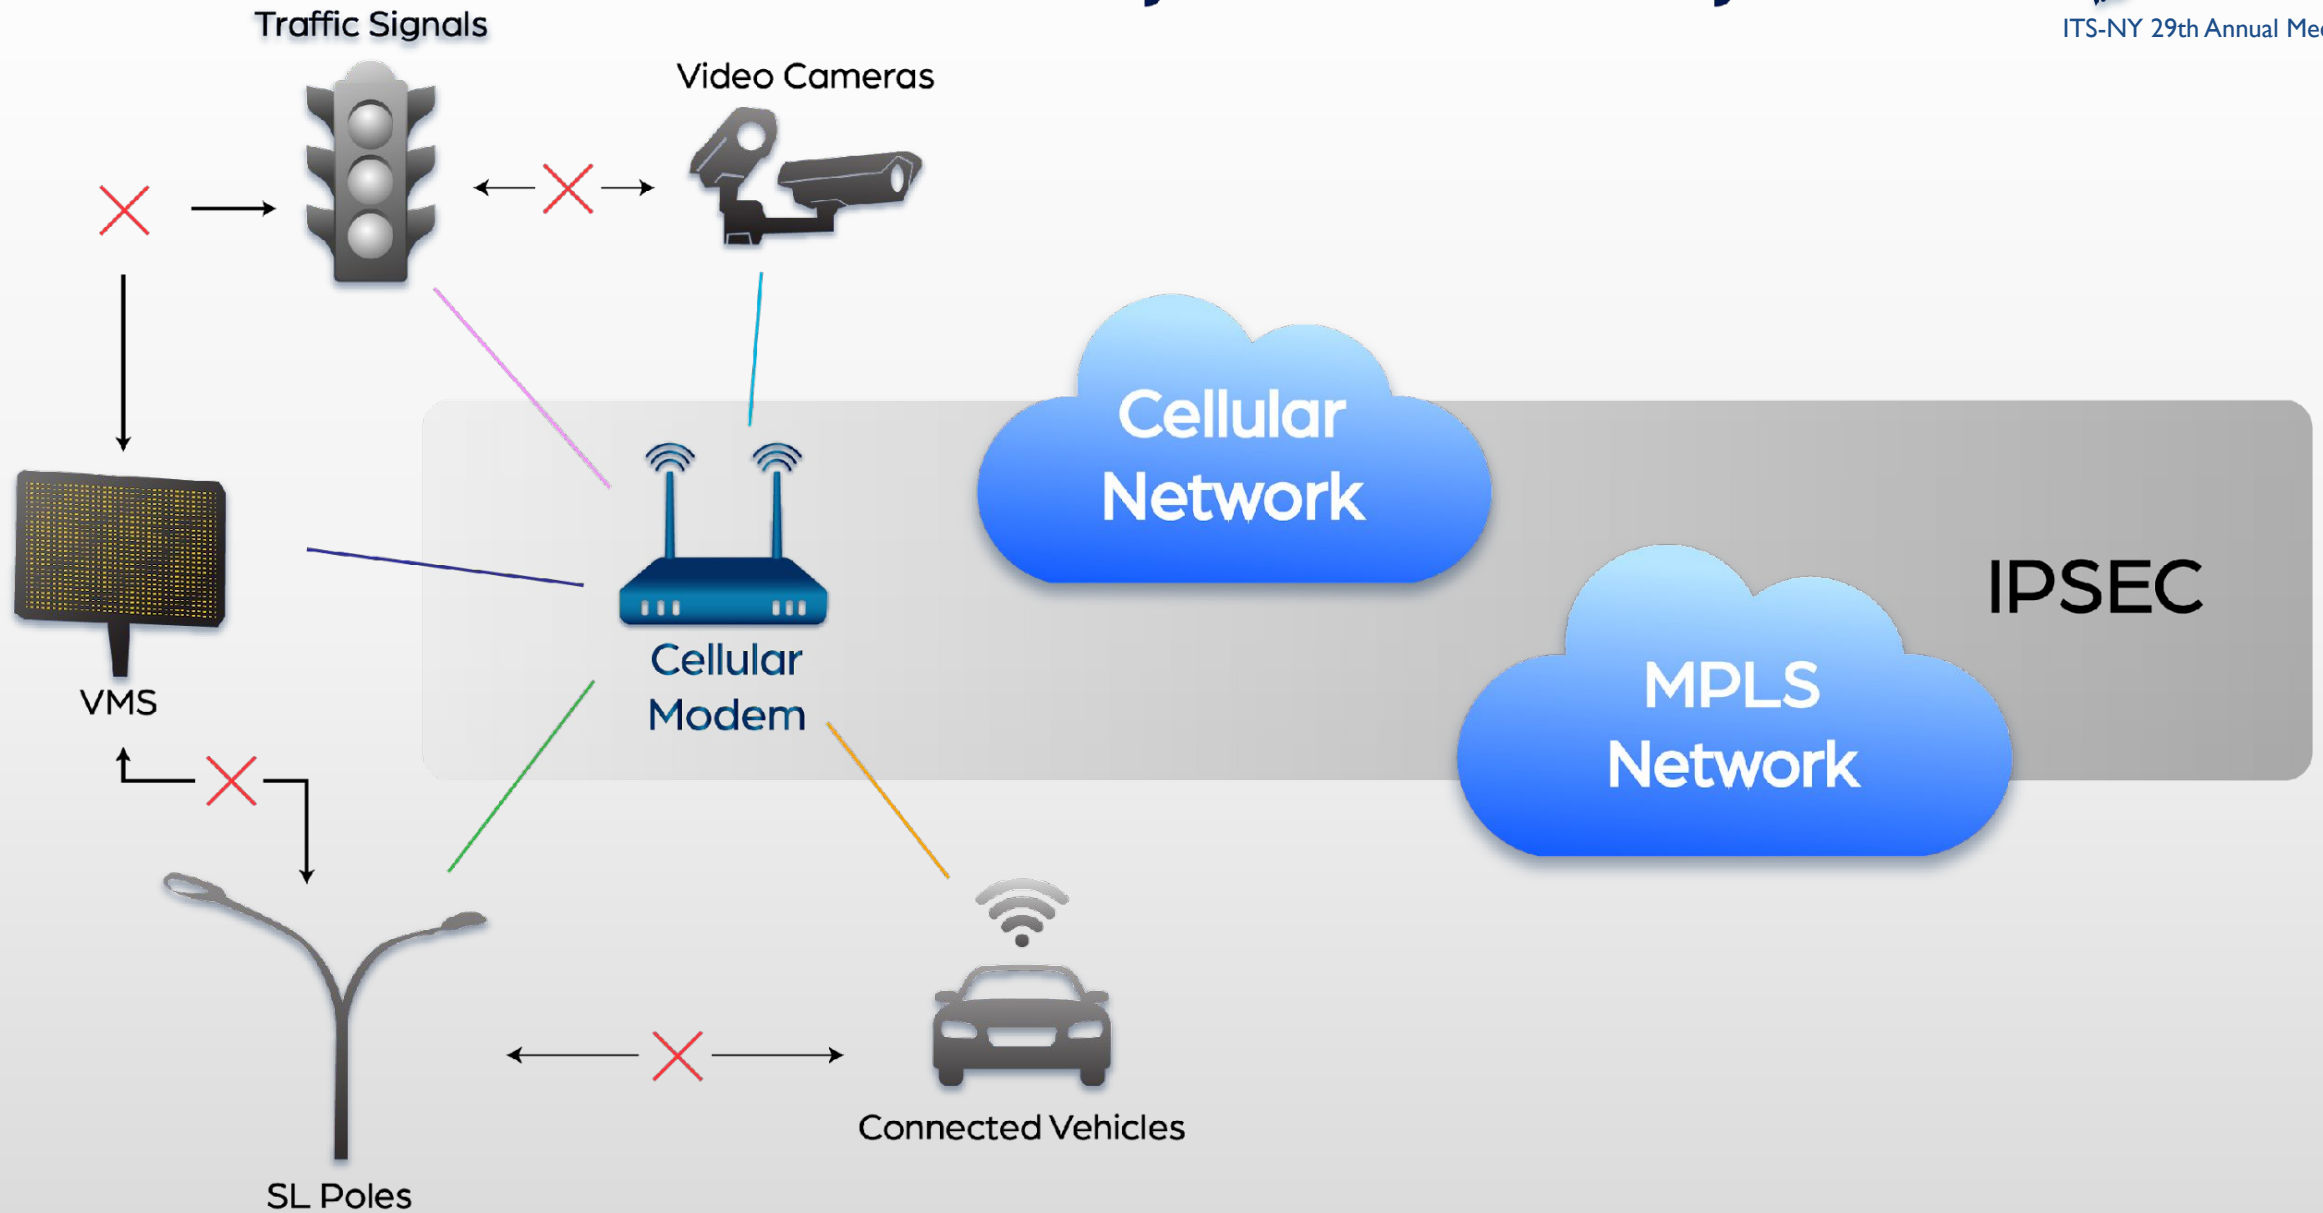 ITS-NY 29th Annual
Traffic Signals
Video Cameras
Cellular
Network
IPSEC
MPLS
Network
Cellular
Modem
VMS
Connected Vehicles
SL Poles